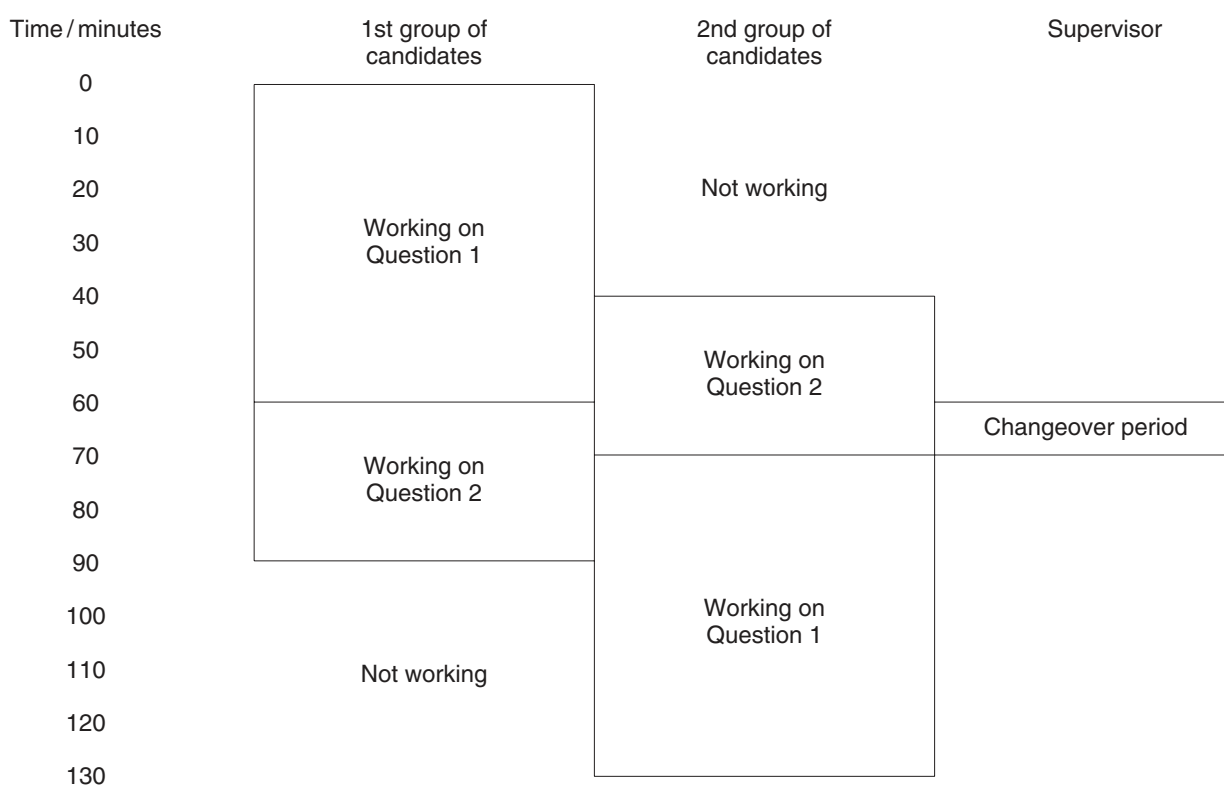 Time / minutes
1st group of
candidates
2nd group of
candidates
Supervisor
0
10
20
Not working
30
Working on
Question 1
40
50
Working on
Question 2
60
Changeover period
70
Working on
Question 2
80
90
100
Working on
Question 1
110
Not working
120
130